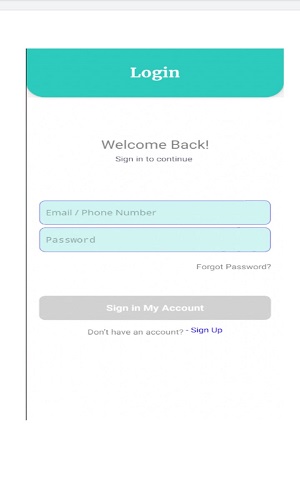 Login
Welcome Back!
Sign in to continue
Email / Phone Number
Password
Forgot Password?
Sign in My Account
Don't have an account? - Sign Up